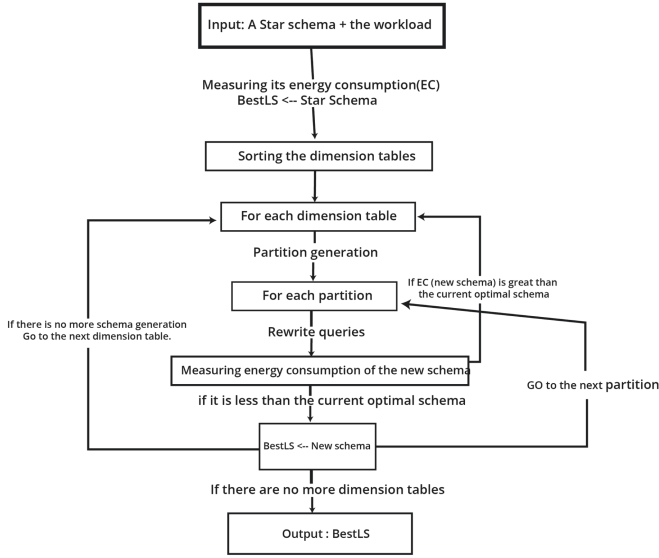 Input: A Star schema + the workload
Measuring its energy consumption(EC)
BestLS <-- Star Schema
Sorting the dimension tables
For each dimension table
Partition generation
If EC (new schema) is great than
the current optimal schema
For each partition
If there is no more schema generation
Go to the next dimension table.
Rewrite queries
Measuring energy consumption of the new schema
GO to the next partition
if it is less than the current optimal schema
BestLS <-- New schema
If there are no more dimension tables
Output : BestLS